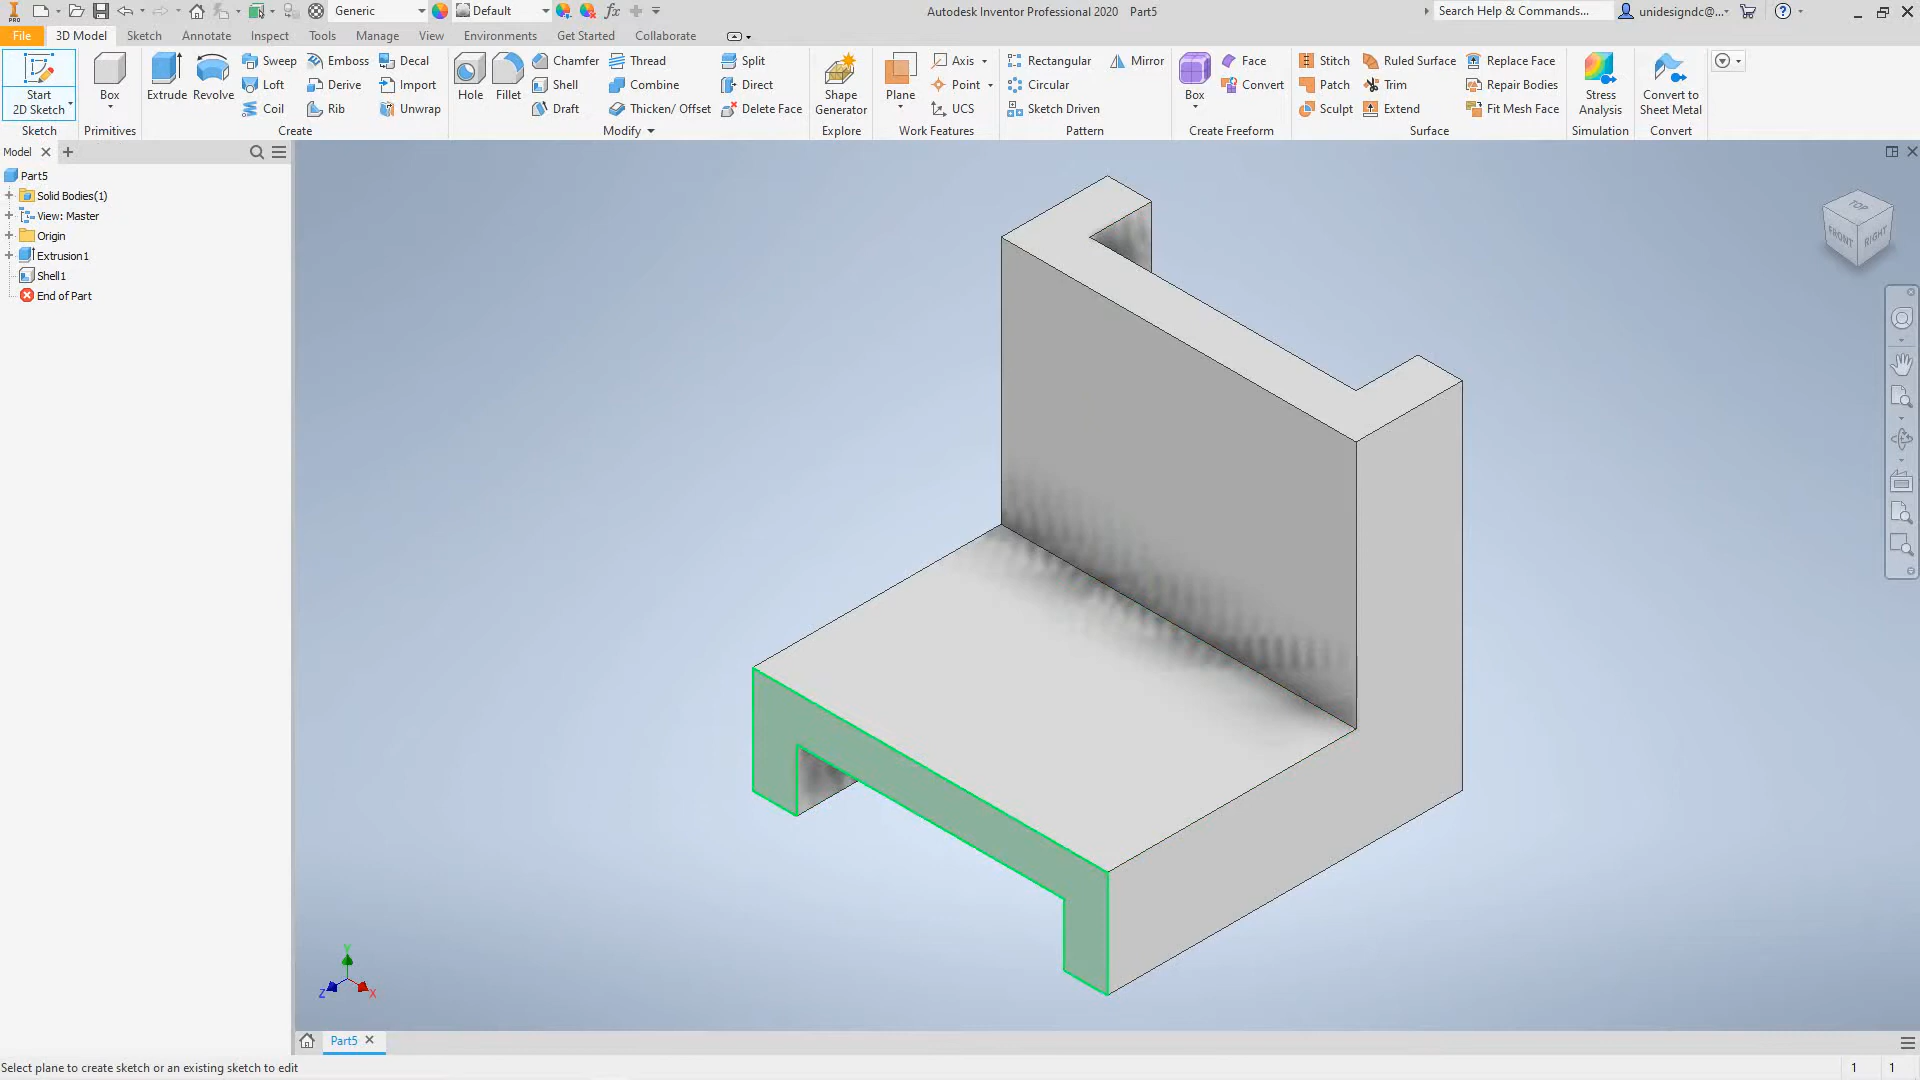 Generic
Default
fx
Autodesk Inventor Professional 2020 Part5
Search Help & Commands...
unidesigndc@...
File 3D Model Sketch Annotate Inspect Tools Manage View Environments Get Started Collaborate
Start
2D Sketch
Sketch
Box
Primitives
Extrude
Revolve
Sweep
Loft
Coil
Emboss
Derive
Rib
Decal
Import
Unwrap
Create
Hole
Fillet
Chamfer
Shell
Draft
Thread
Combine
Thicken/ Offset
Split
Direct
Delete Face
Modify
Shape
Generator
Explore
Plane
Axis
Point
UCS
Work Features
Rectangular
Circular
Sketch Driven
Mirror
Pattern
Box
Face
Convert
Create Freeform
Stitch
Patch
Sculpt
Ruled Surface
Trim
Extend
Replace Face
Repair Bodies
Fit Mesh Face
Surface
Stress
Analysis
Simulation
Convert to
Sheet Metal
Convert
Model
Part5
Solid Bodies(1)
View: Master
Origin
Extrusion1
Shell1
End of Part
TOP
FRONT
RIGHT
Y
Z
X
Part5
Select plane to create sketch or an existing sketch to edit
1 1